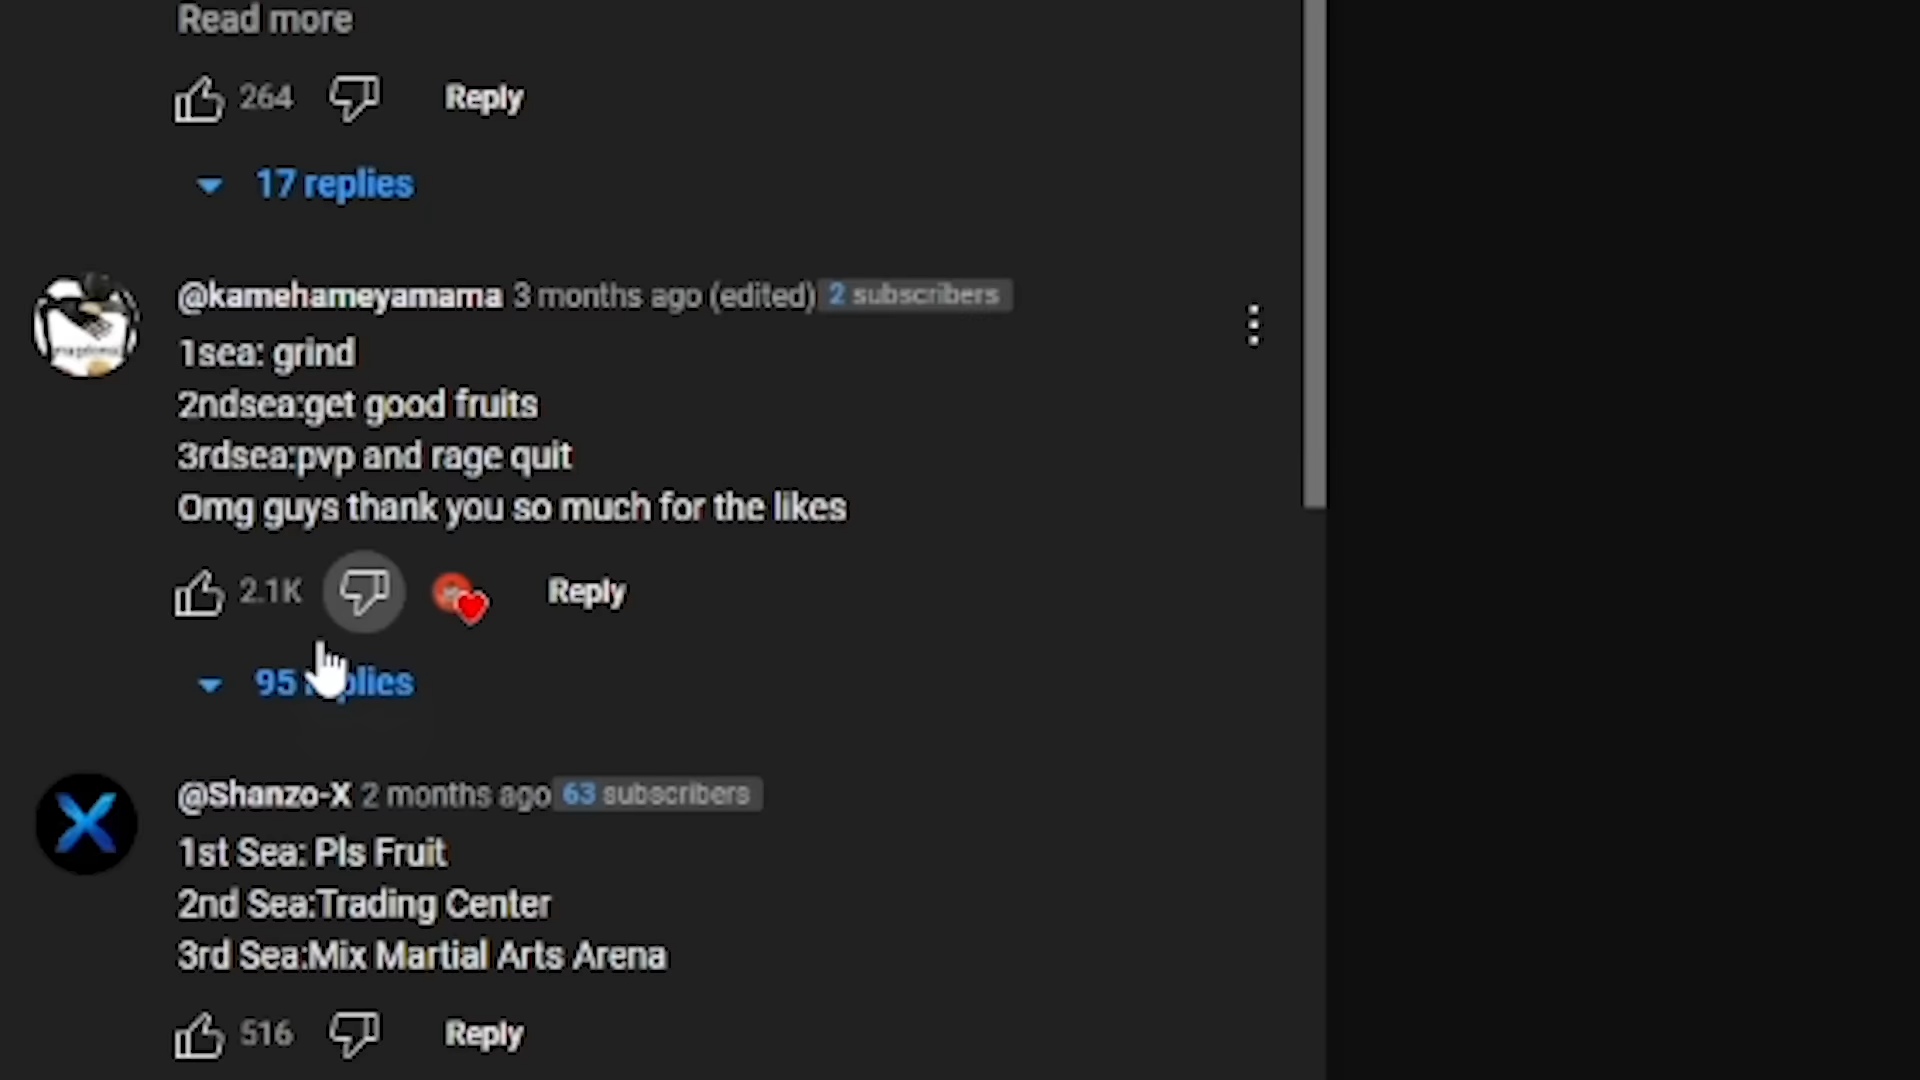 Read more
264 Reply
17 replies
@kamehameyamama 3 months ago (edited) 2 subscribers
1sea: grind
2ndsea:get good fruits
3rdsea:pvp and rage quit
Omg guys thank you so much for the likes
2.1K Reply
95 replies
@Shanzo-X 2 months ago 63 subscribers
1st Sea: Pls Fruit
2nd Sea:Trading Center
3rd Sea:Mix Martial Arts Arena
516 Reply